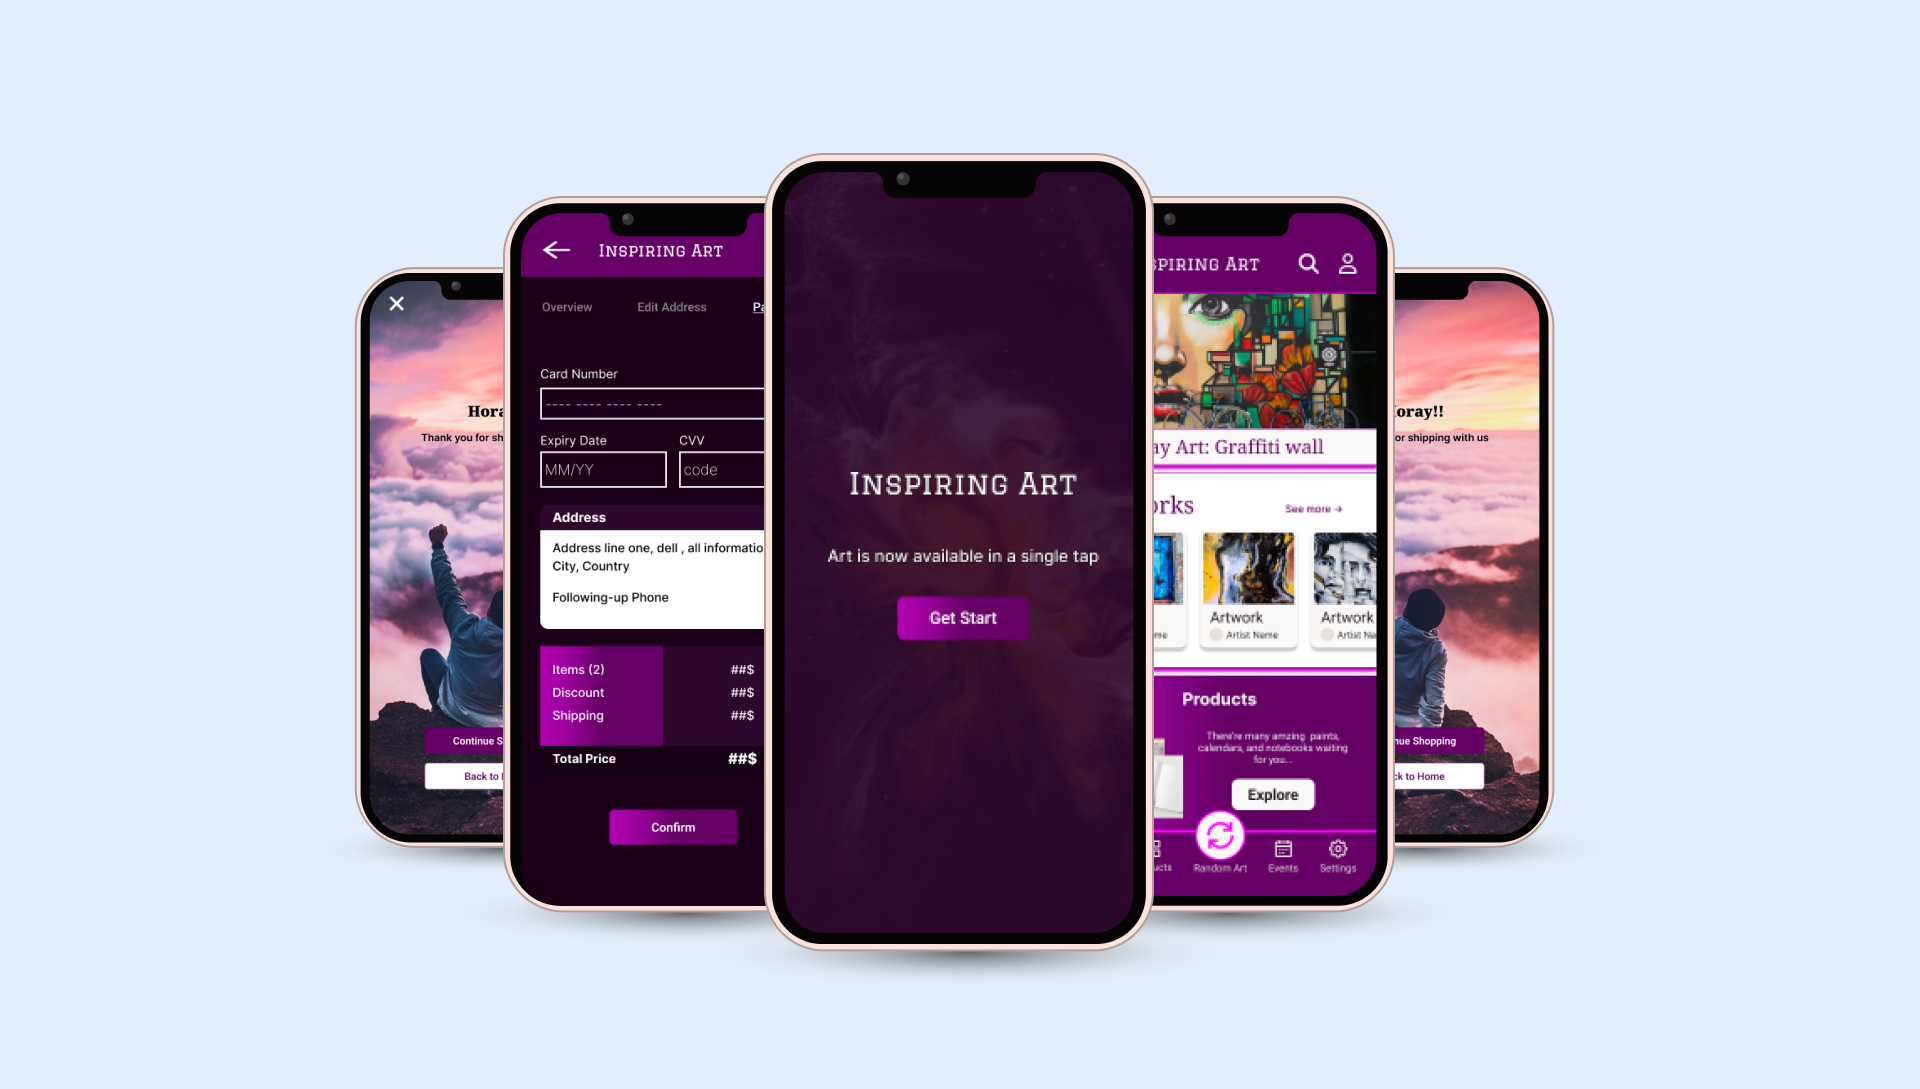 Hora
Thank you for sh
Continue S
Back to
INSPIRING ART
Overview
Edit Address
Pa
Card Number
---- ---- ---- ----
Expiry Date
CVV
MM/YY
code
Address
Address line one, dell , all informatio
City, Country
Following-up Phone
Items (2)
##$
Discount
##$
Shipping
##$
Total Price
##$
Confirm
INSPIRING ART
Art is now available in a single tap
Get Start
SPIRING ART
ay Art: Graffiti wall
orks
See more →
me
Artwork
Artist Name
Artwork
Artist Na
Products
There're many amzing paints,
calendars, and notebooks waiting
for you...
Explore
ucts
Random Art
Events
Settings
oray!!
or shipping with us
nue Shopping
ck to Home